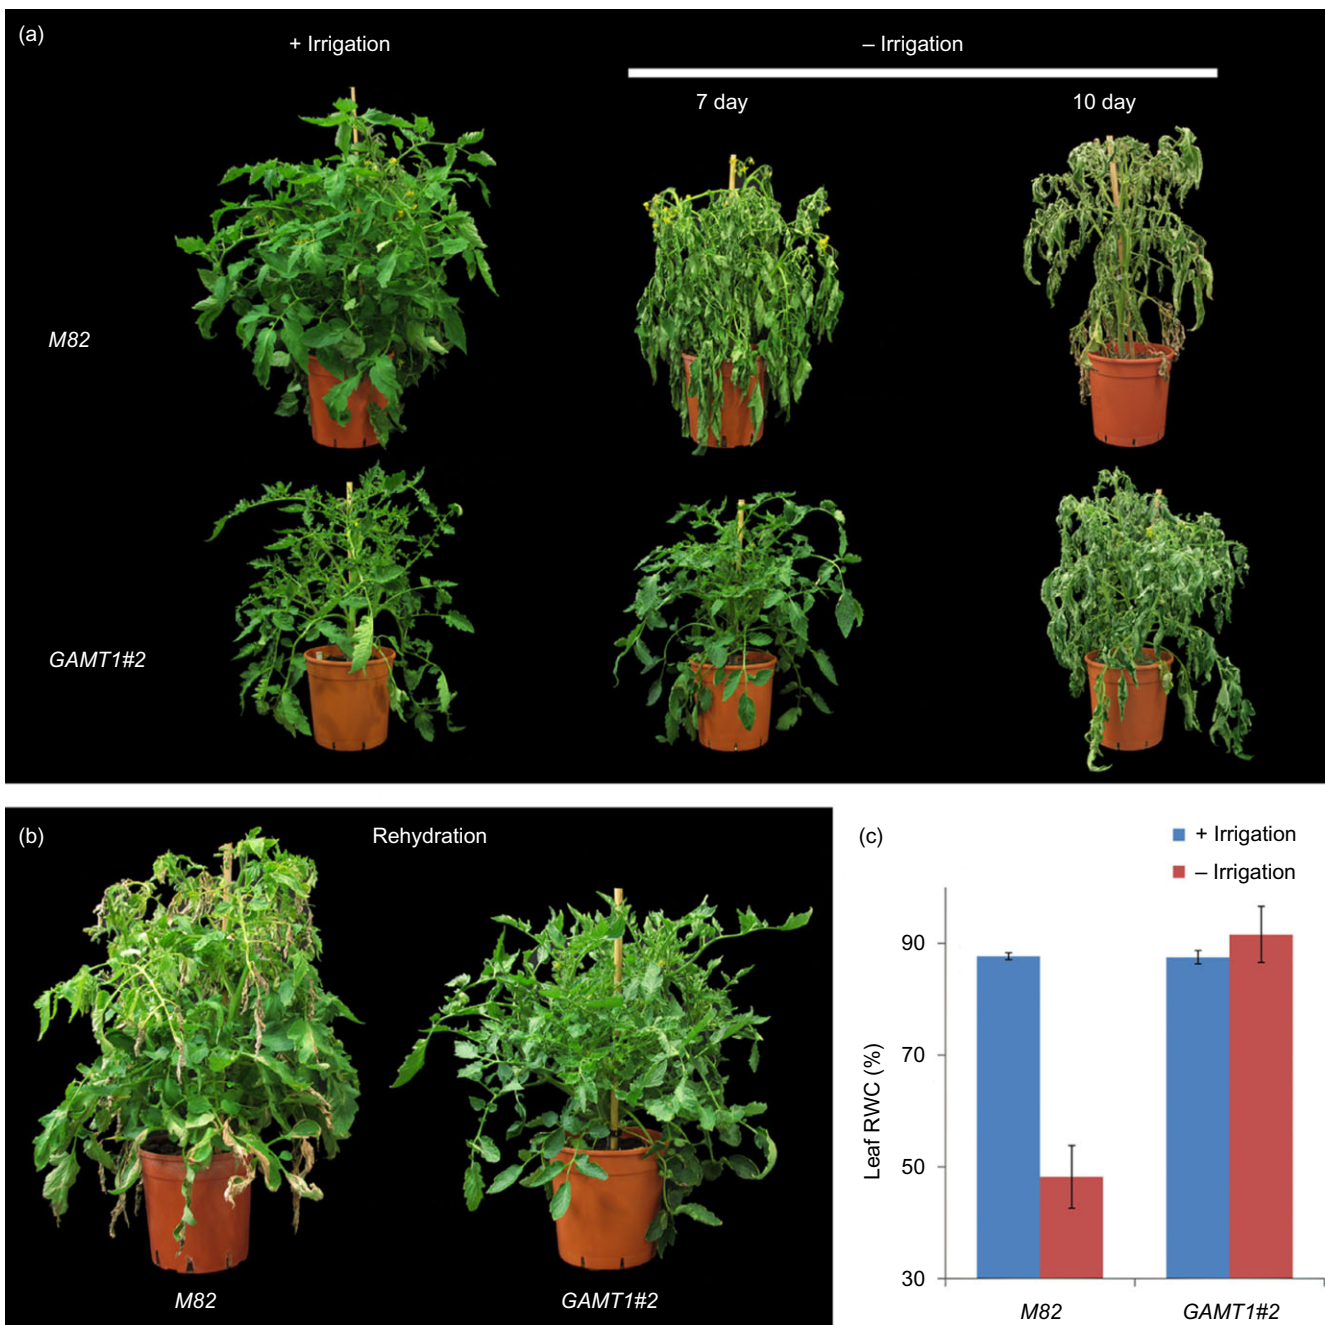 (a)
+ Irrigation
– Irrigation
7 day
10 day
M82
GAMT1#2
(b)
Rehydration
M82
GAMT1#2
(c)
+ Irrigation
– Irrigation
Leaf RWC (%)
90
70
50
30
M82
GAMT1#2